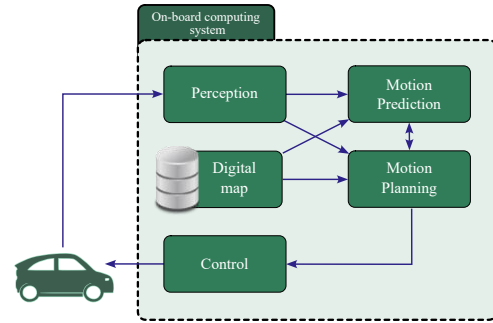 On-board computing
system
Perception
Motion
Prediction
Digital
map
Motion
Planning
Control